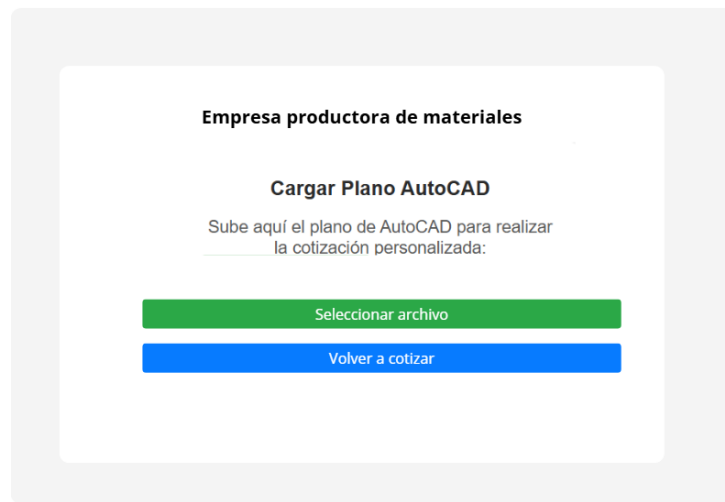 Empresa productora de materiales
Cargar Plano AutoCAD
Sube aquí el plano de AutoCAD para realizar
la cotización personalizada:
Seleccionar archivo
Volver a cotizar